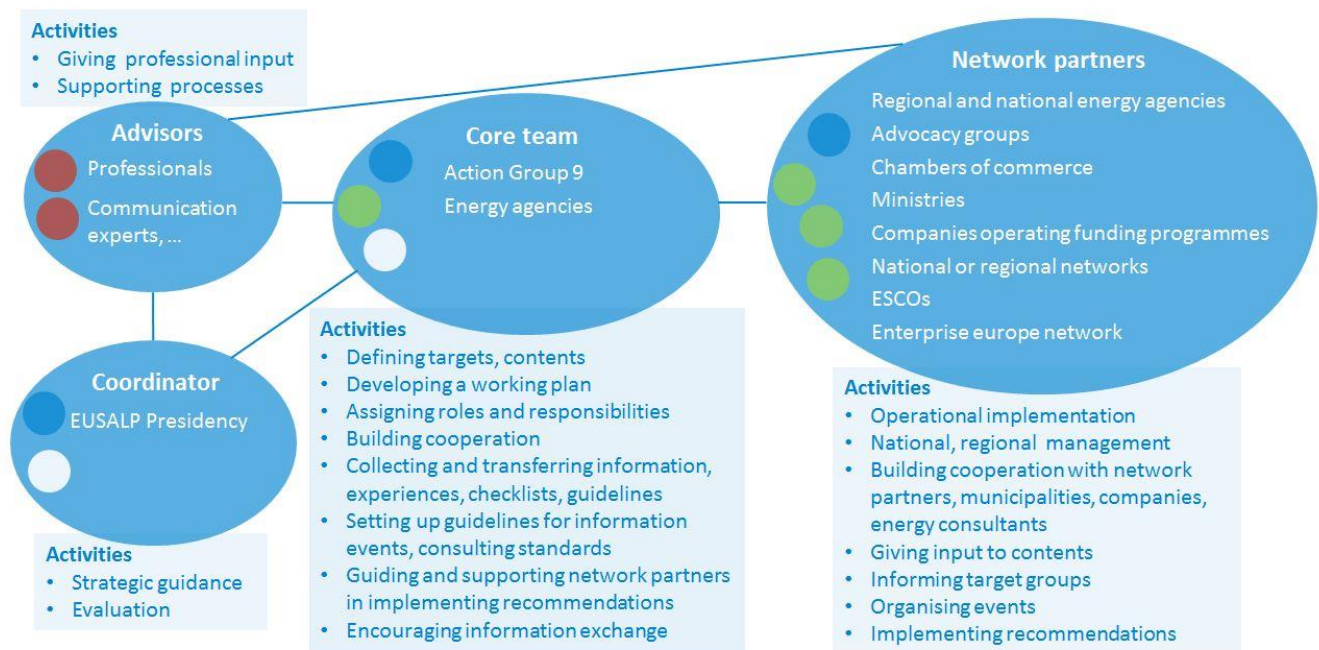 Activities
• Giving professional input
• Supporting processes
Advisors
Professionals
Communication
experts, ...
Core team
Action Group 9
Energy agencies
Network partners
Regional and national energy agencies
Advocacy groups
Chambers of commerce
Ministries
Companies operating funding programmes
National or regional networks
ESCOs
Enterprise europe network
Coordinator
EUSALP Presidency
Activities
• Strategic guidance
• Evaluation
Activities
• Defining targets, contents
• Developing a working plan
• Assigning roles and responsibilities
• Building cooperation
• Collecting and transferring information,
experiences, checklists, guidelines
• Setting up guidelines for information
events, consulting standards
• Guiding and supporting network partners
in implementing recommendations
• Encouraging information exchange
Activities
• Operational implementation
• National, regional management
• Building cooperation with network
partners, municipalities, companies,
energy consultants
• Giving input to contents
• Informing target groups
• Organising events
• Implementing recommendations